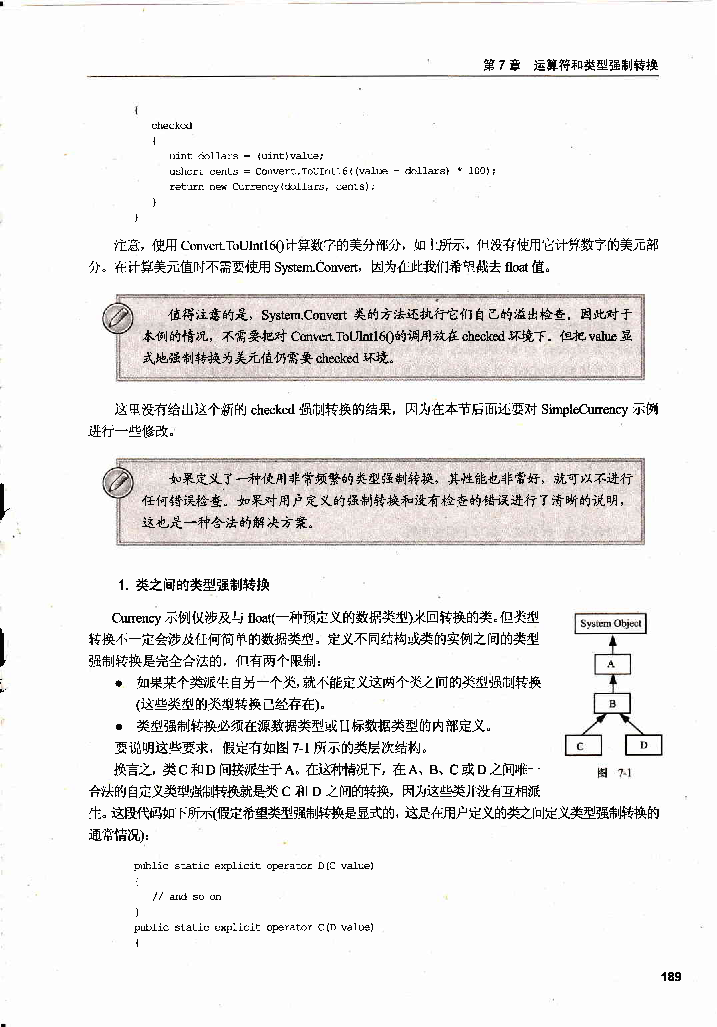 第 7 章 运算符和类型强制转换
{
checked
{
uint dollars = (uint)value;
ushort cents = Convert.ToUInt16((value - dollars) * 100);
return new Currency(dollars, cents);
}
}
注意，使用 Convert.ToUInt16()计算数字的美分部分，如上所示，但没有使用它计算数字的美元部
分。在计算美元值时不需要使用 System.Convert，因为在此我们希望截去 float 值。
值得注意的是，System.Convert 类的方法还执行它们自己的溢出检查。因此对于
本例的情况，不需要把对 Convert.ToUInt16()的调用放在 checked 环境下。但把 value 显
式地强制转换为美元值仍需要 checked 环境。
这里没有给出这个新的 checked 强制转换的结果，因为在本节后面还要对 SimpleCurrency 示例
进行一些修改。
如果定义了一种使用非常频繁的类型强制转换，其性能也非常好，就可以不进行
任何错误检查。如果对用户定义的强制转换和没有检查的错误进行了清晰的说明，
这也是一种合法的解决方案。
1. 类之间的类型强制转换
Currency 示例仅涉及与 float(一种预定义的数据类型)来回转换的类。但类型
转换不一定会涉及任何简单的数据类型。定义不同结构或类的实例之间的类型
强制转换是完全合法的，但有两个限制：
● 如果某个类派生自另一个类，就不能定义这两个类之间的类型强制转换
(这些类型的类型转换已经存在)。
● 类型强制转换必须在源数据类型或目标数据类型的内部定义。
要说明这些要求，假定有如图 7-1 所示的类层次结构。
换言之，类 C 和 D 间接派生于 A。在这种情况下，在 A、B、C 或 D 之间唯一
合法的自定义类型强制转换就是类 C 和 D 之间的转换，因为这些类并没有互相派
生。这段代码如下所示(假定希望类型强制转换是显式的，这是在用户定义的类之间定义类型强制转换的
通常情况)：
System Object
A
B
C
D
图 7-1
public static explicit operator D(C value)
{
// and so on
}
public static explicit operator C(D value)
{
189